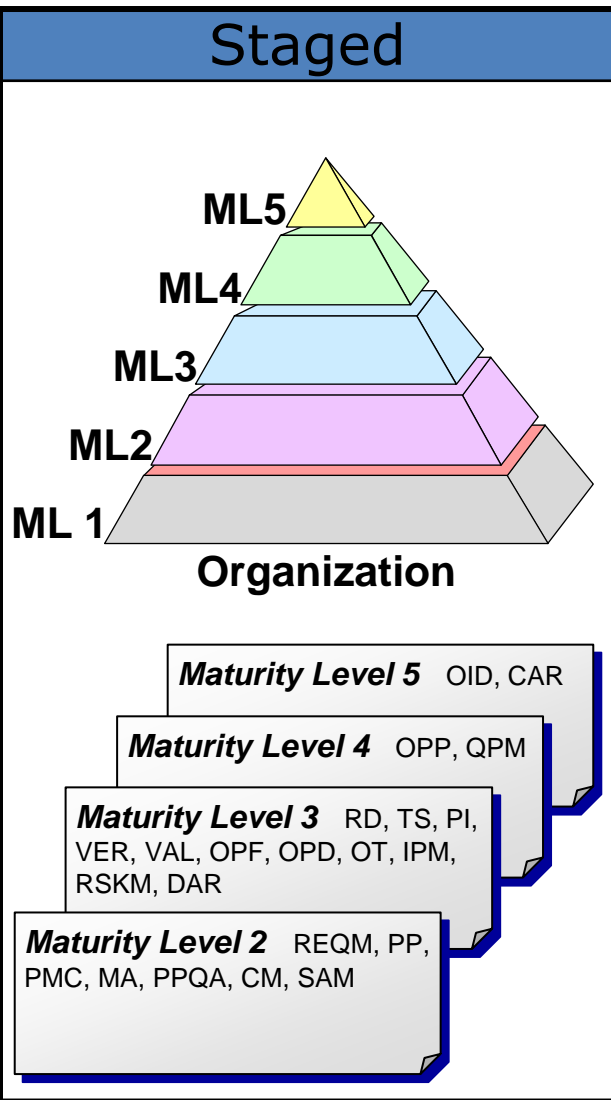 Staged
ML5
ML4
ML3
ML2
ML 1
Organization
Maturity Level 5 OID, CAR
Maturity Level 4 OPP, QPM
Maturity Level 3 RD, TS, PI,
VER, VAL, OPF, OPD, OT, IPM,
RSKM, DAR
Maturity Level 2 REQM, PP,
PMC, MA, PPQA, CM, SAM